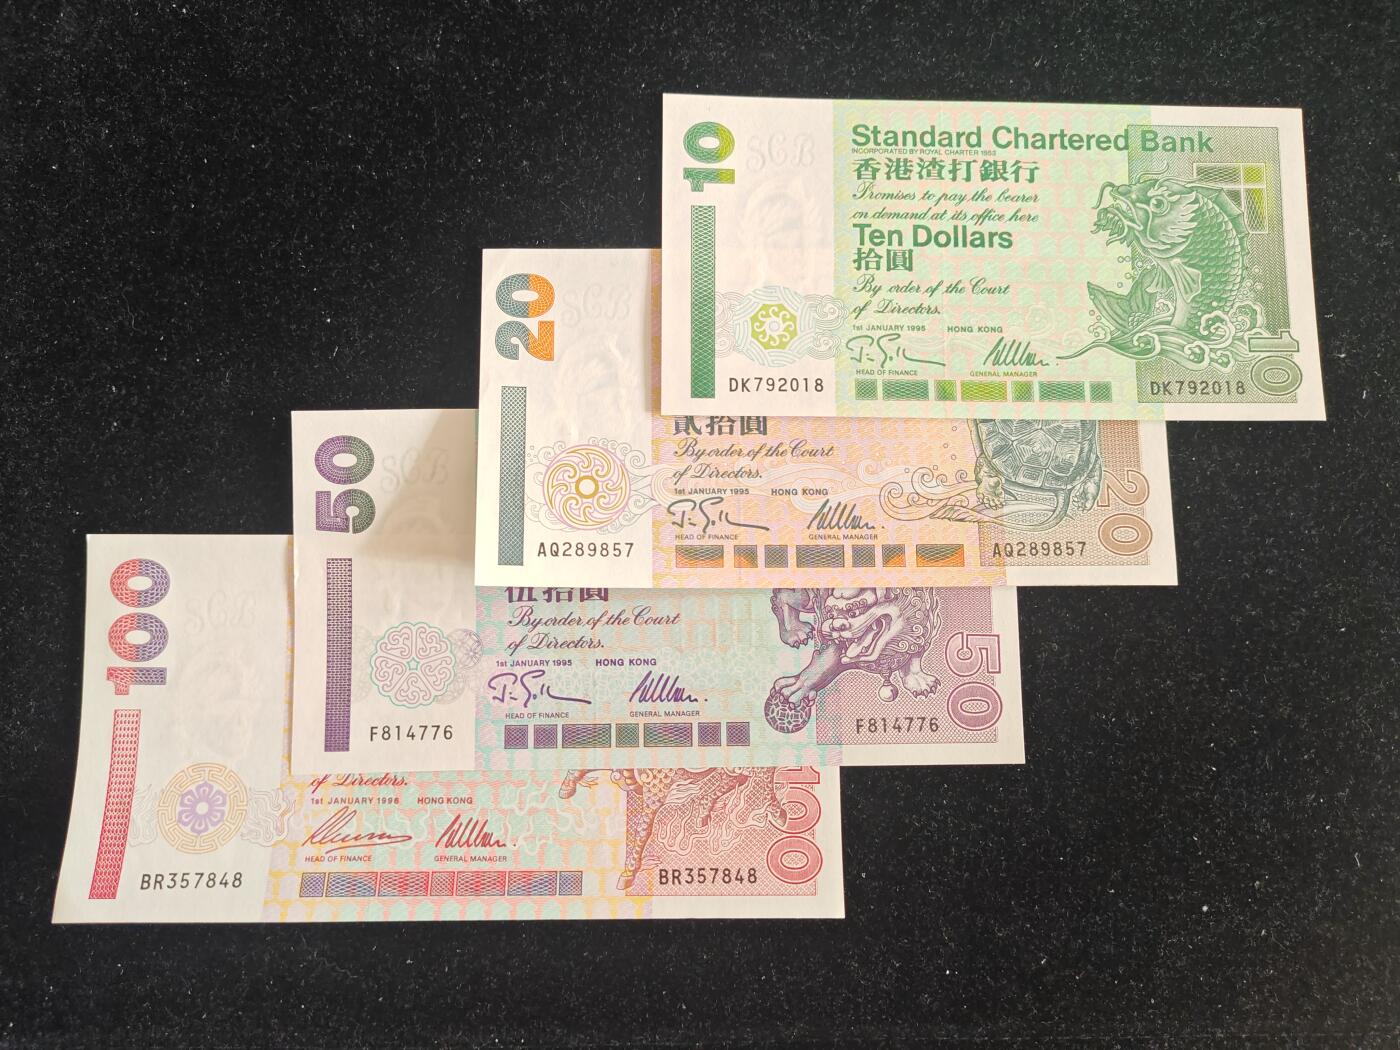 10
SCB
Standard Chartered Bank
INCORPORATED BY ROYAL CHARTER 1853
香港渣打銀行
Promises to pay the bearer
on demand at its office here
Ten Dollars
拾圓
By order of the Court
of Directors.
1st JANUARY 1995 HONG KONG
HEAD OF FINANCE GENERAL MANAGER
DK792018 DK792018
10
20
SCB
貳拾圓
By order of the Court
of Directors.
1st JANUARY 1995 HONG KONG
HEAD OF FINANCE GENERAL MANAGER
AQ289857 AQ289857
20
50
SCB
伍拾圓
By order of the Court
of Directors.
1st JANUARY 1995 HONG KONG
HEAD OF FINANCE GENERAL MANAGER
F814776 F814776
50
100
SCB
of Directors.
1st JANUARY 1996 HONG KONG
HEAD OF FINANCE GENERAL MANAGER
BR357848 BR357848
100